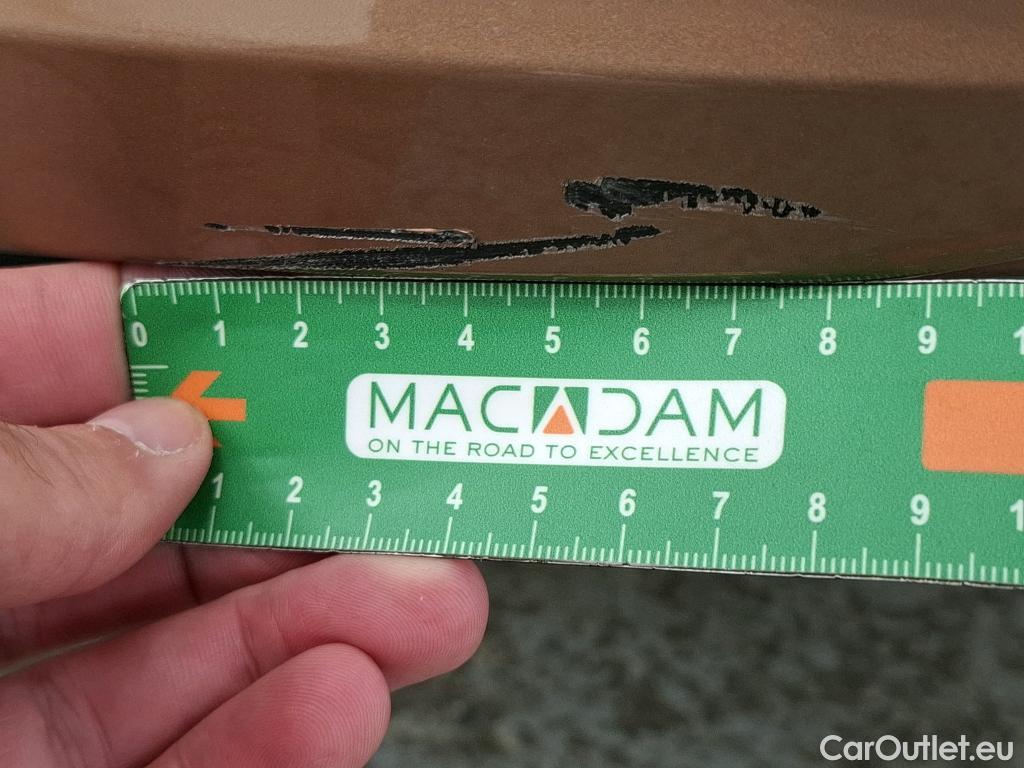 0 1 2 3 4 5 6 7 8 9 1
MACADAM
ON THE ROAD TO EXCELLENCE
1 2 3 4 5 6 7 8 9 1
CarOutlet.eu